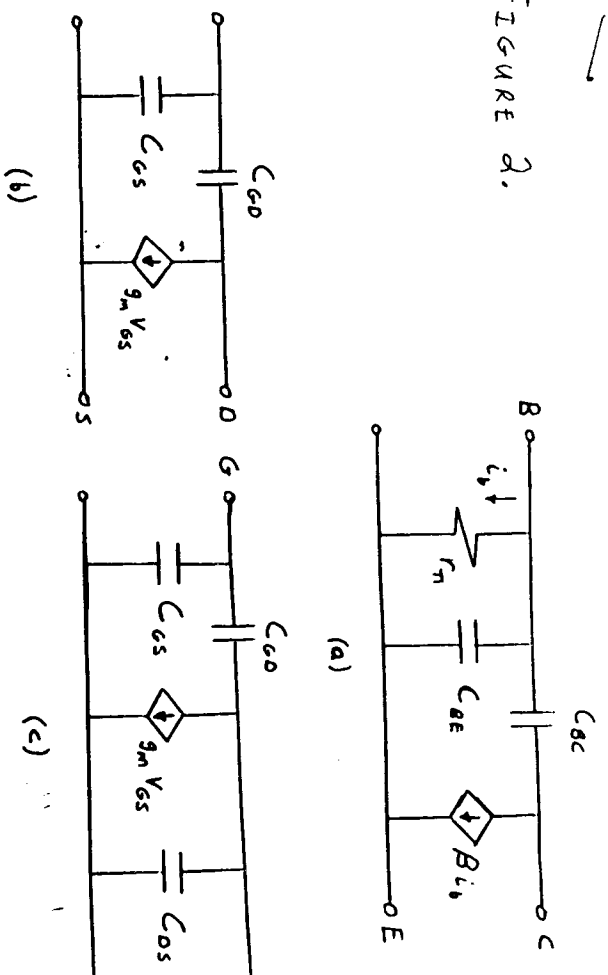 FIGURE 2.
B
i_b
r_π
C_BE
C_BC
βi_b
C
E
(a)
C_GS
C_GD
g_m V_GS
D
S
(b)
G
C_GS
C_GD
g_m V_GS
C_DS
(c)